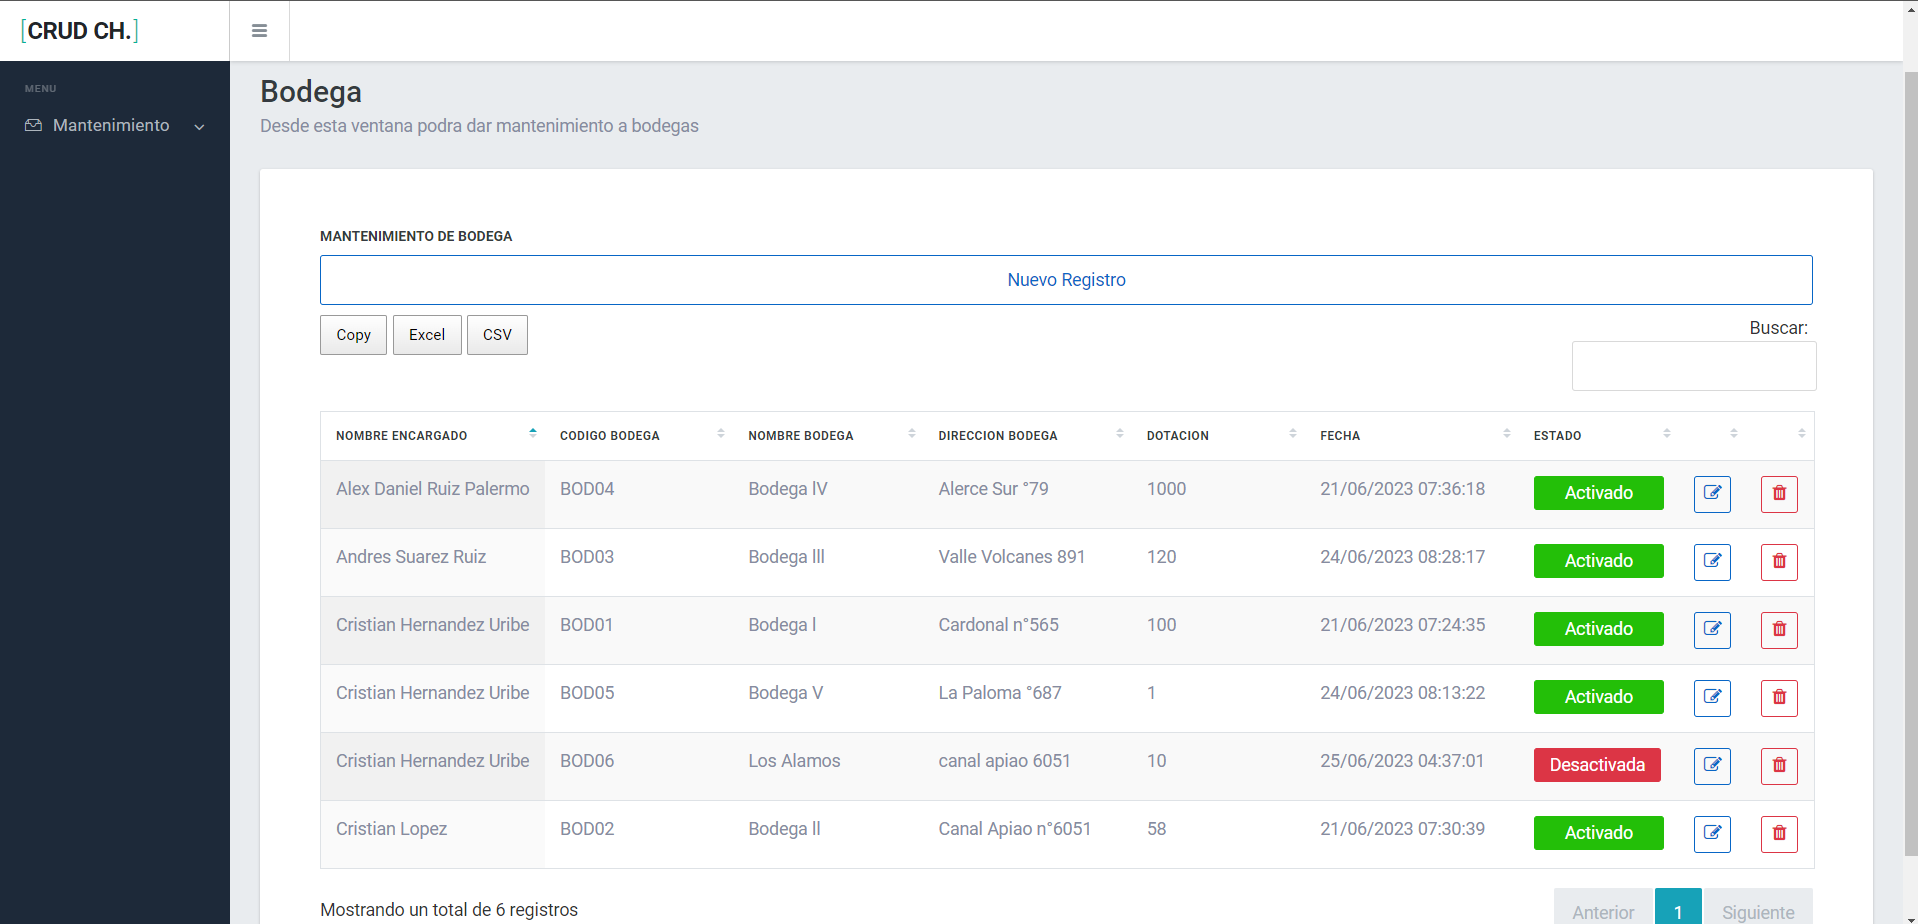 [CRUD CH.]
MENU
Mantenimiento
Bodega
Desde esta ventana podra dar mantenimiento a bodegas
MANTENIMIENTO DE BODEGA
Nuevo Registro
Copy Excel CSV
Buscar:
NOMBRE ENCARGADO CODIGO BODEGA NOMBRE BODEGA DIRECCION BODEGA DOTACION FECHA ESTADO
Alex Daniel Ruiz Palermo BOD04 Bodega lV Alerce Sur °79 1000 21/06/2023 07:36:18 Activado
Andres Suarez Ruiz BOD03 Bodega lll Valle Volcanes 891 120 24/06/2023 08:28:17 Activado
Cristian Hernandez Uribe BOD01 Bodega l Cardonal n°565 100 21/06/2023 07:24:35 Activado
Cristian Hernandez Uribe BOD05 Bodega V La Paloma °687 1 24/06/2023 08:13:22 Activado
Cristian Hernandez Uribe BOD06 Los Alamos canal apiao 6051 10 25/06/2023 04:37:01 Desactivada
Cristian Lopez BOD02 Bodega ll Canal Apiao n°6051 58 21/06/2023 07:30:39 Activado
Mostrando un total de 6 registros
Anterior 1 Siguiente